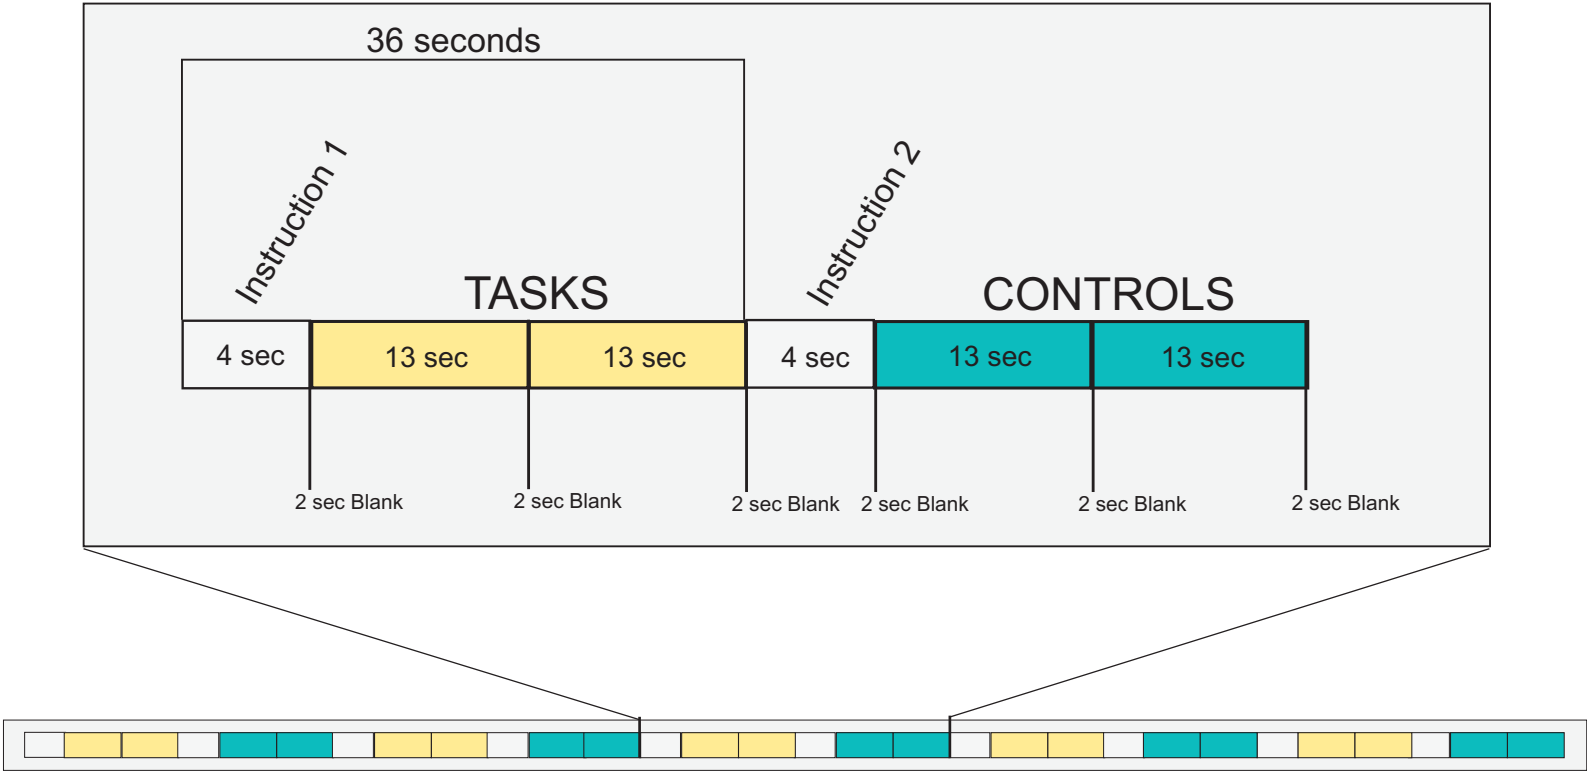 36 seconds
Instruction 1
Instruction 2
TASKS
CONTROLS
4 sec
13 sec
13 sec
4 sec
13 sec
13 sec
2 sec Blank
2 sec Blank
2 sec Blank
2 sec Blank
2 sec Blank
2 sec Blank